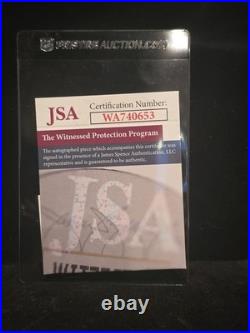 JSA
Certification Number:
WA740653
The Witnessed Protection Program
The autographed piece which accompanies this certificate was
signed in the presence of a James Spence Authentication, LLC
representative and is guaranteed to be authentic.
JSA